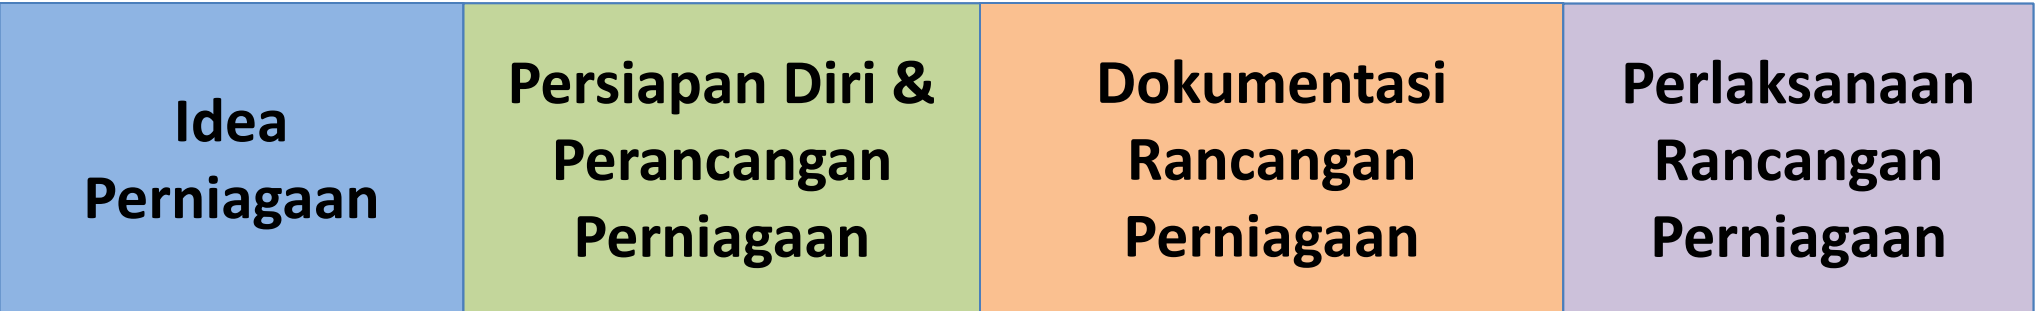 Idea
Perniagaan
Persiapan Diri &
Perancangan
Perniagaan
Dokumentasi
Rancangan
Perniagaan
Perlaksanaan
Rancangan
Perniagaan